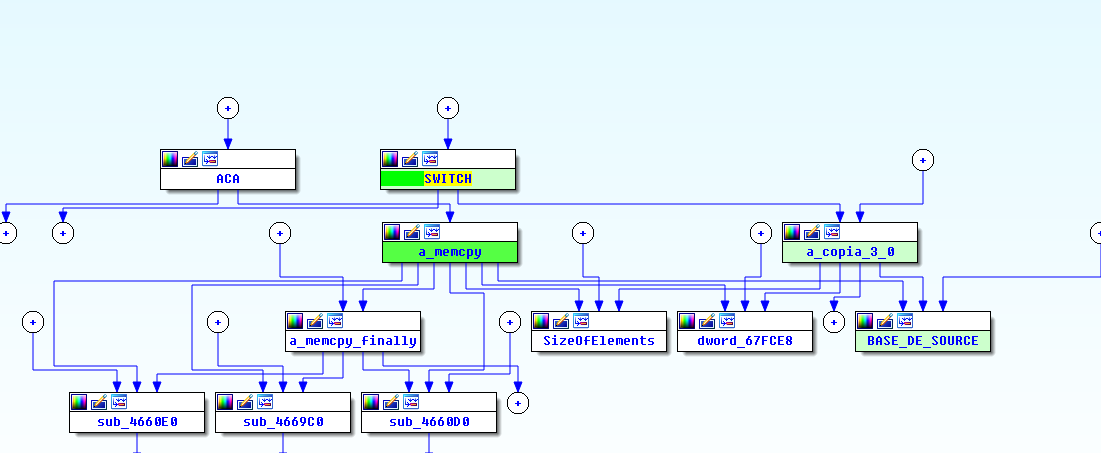 ACA
SWITCH
a_memcpy
a_copia_3_0
a_memcpy_finally
SizeOfElements
dword_67FCE8
BASE_DE_SOURCE
sub_4660E0
sub_4669C0
sub_4660D0